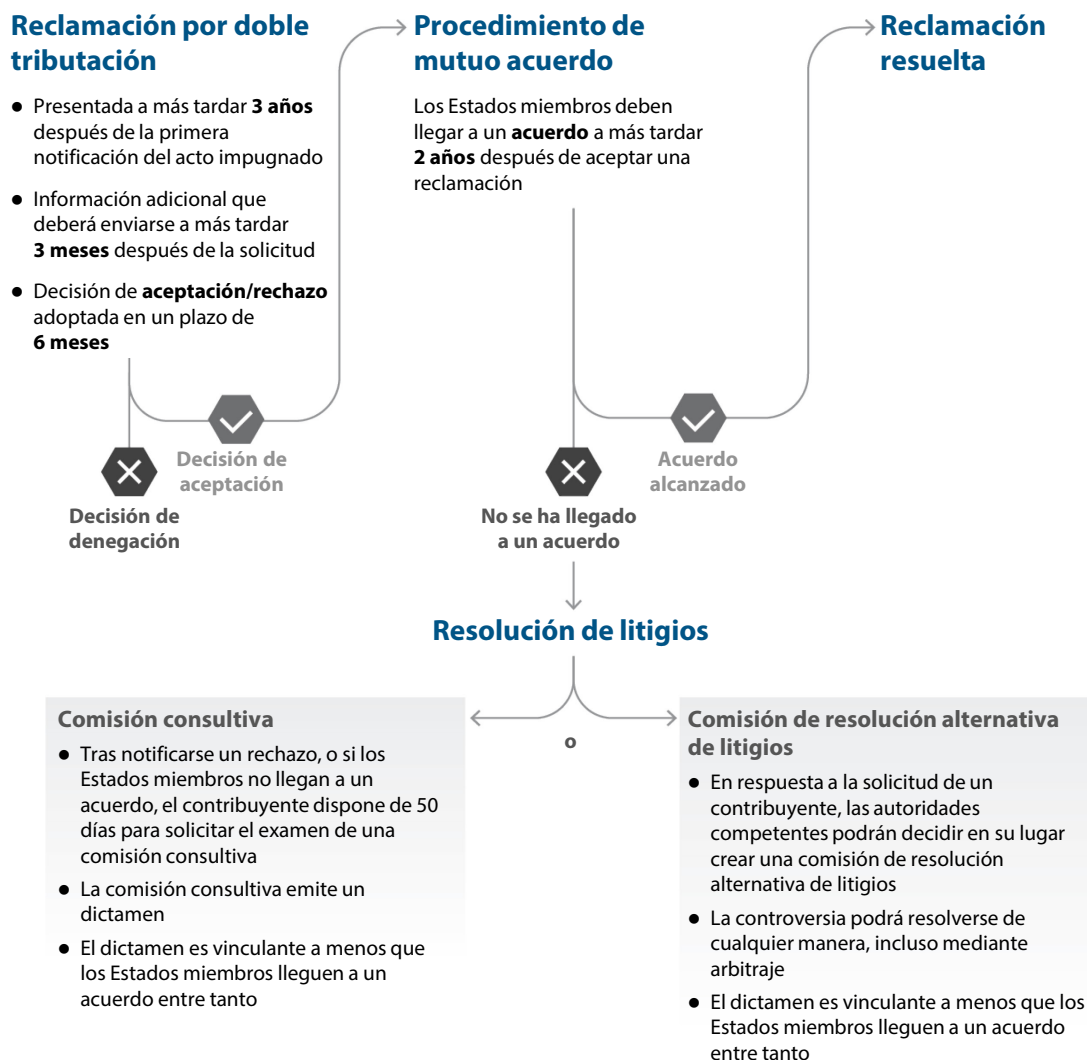 Reclamación por doble
tributación
● Presentada a más tardar 3 años
después de la primera
notificación del acto impugnado
● Información adicional que
deberá enviarse a más tardar
3 meses después de la solicitud
● Decisión de aceptación/rechazo
adoptada en un plazo de
6 meses
Decisión de
aceptación
Decisión de
denegación
Procedimiento de
mutuo acuerdo
Los Estados miembros deben
llegar a un acuerdo a más tardar
2 años después de aceptar una
reclamación
Acuerdo
alcanzado
No se ha llegado
a un acuerdo
Reclamación
resuelta
Resolución de litigios
Comisión consultiva
● Tras notificarse un rechazo, o si los
Estados miembros no llegan a un
acuerdo, el contribuyente dispone de 50
días para solicitar el examen de una
comisión consultiva
● La comisión consultiva emite un
dictamen
● El dictamen es vinculante a menos que
los Estados miembros lleguen a un
acuerdo entre tanto
o
Comisión de resolución alternativa
de litigios
● En respuesta a la solicitud de un
contribuyente, las autoridades
competentes podrán decidir en su lugar
crear una comisión de resolución
alternativa de litigios
● La controversia podrá resolverse de
cualquier manera, incluso mediante
arbitraje
● El dictamen es vinculante a menos que los
Estados miembros lleguen a un acuerdo
entre tanto